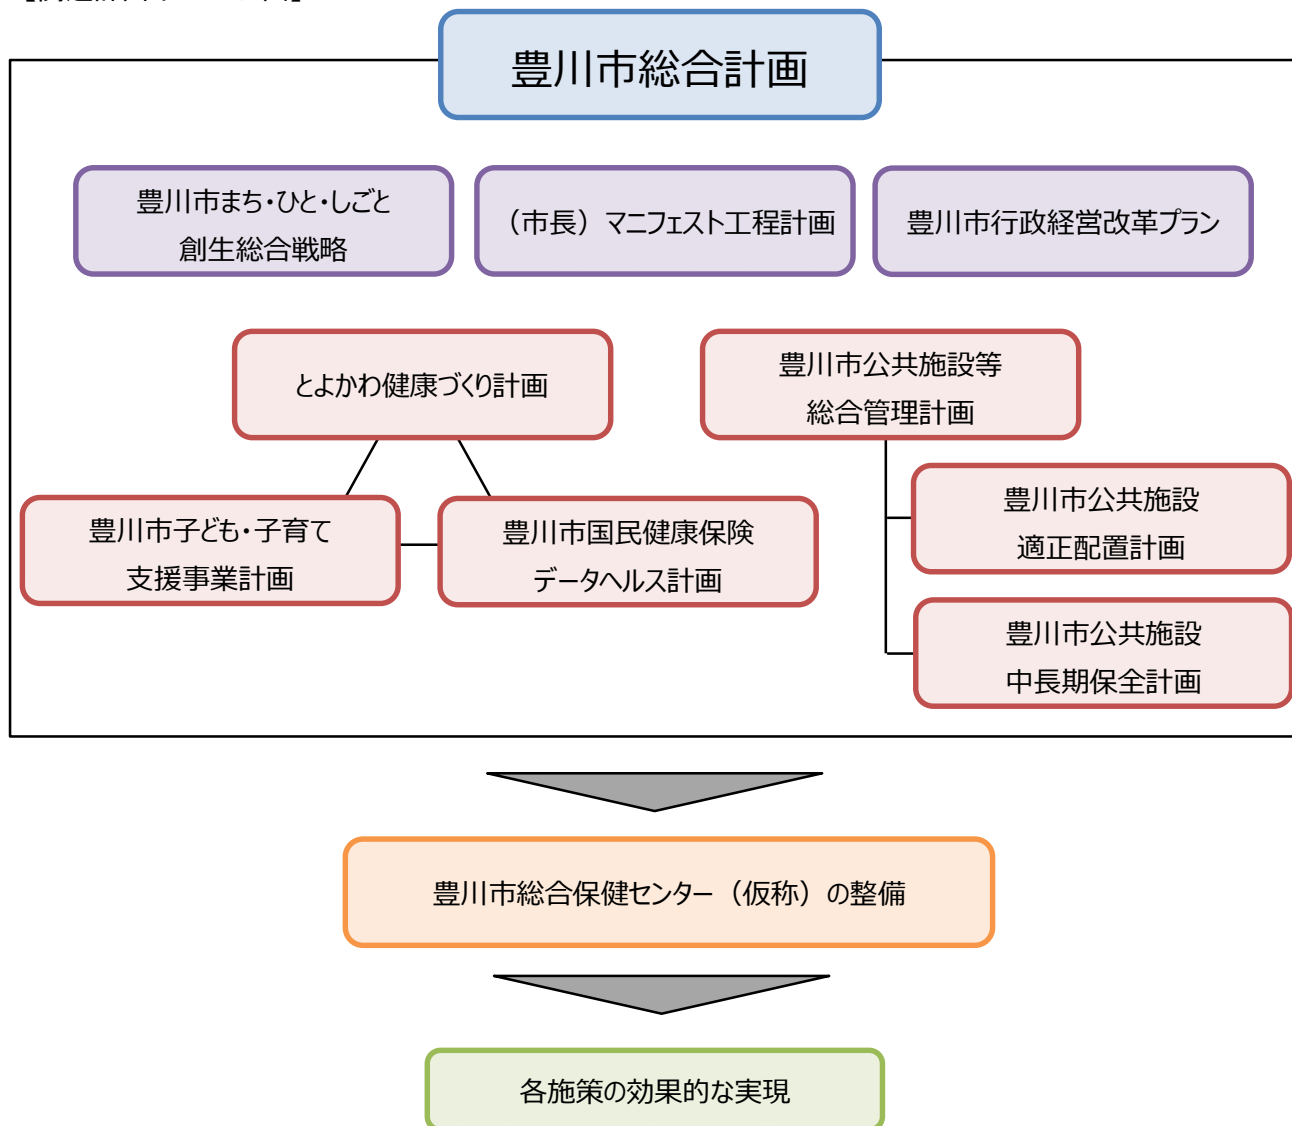 豊川市総合計画
豊川市まち・ひと・しごと
創生総合戦略
（市長）マニフェスト工程計画
豊川市行政経営改革プラン
とよかわ健康づくり計画
豊川市公共施設等
総合管理計画
豊川市子ども・子育て
支援事業計画
豊川市国民健康保険
データヘルス計画
豊川市公共施設
適正配置計画
豊川市公共施設
中長期保全計画
豊川市総合保健センター（仮称）の整備
各施策の効果的な実現